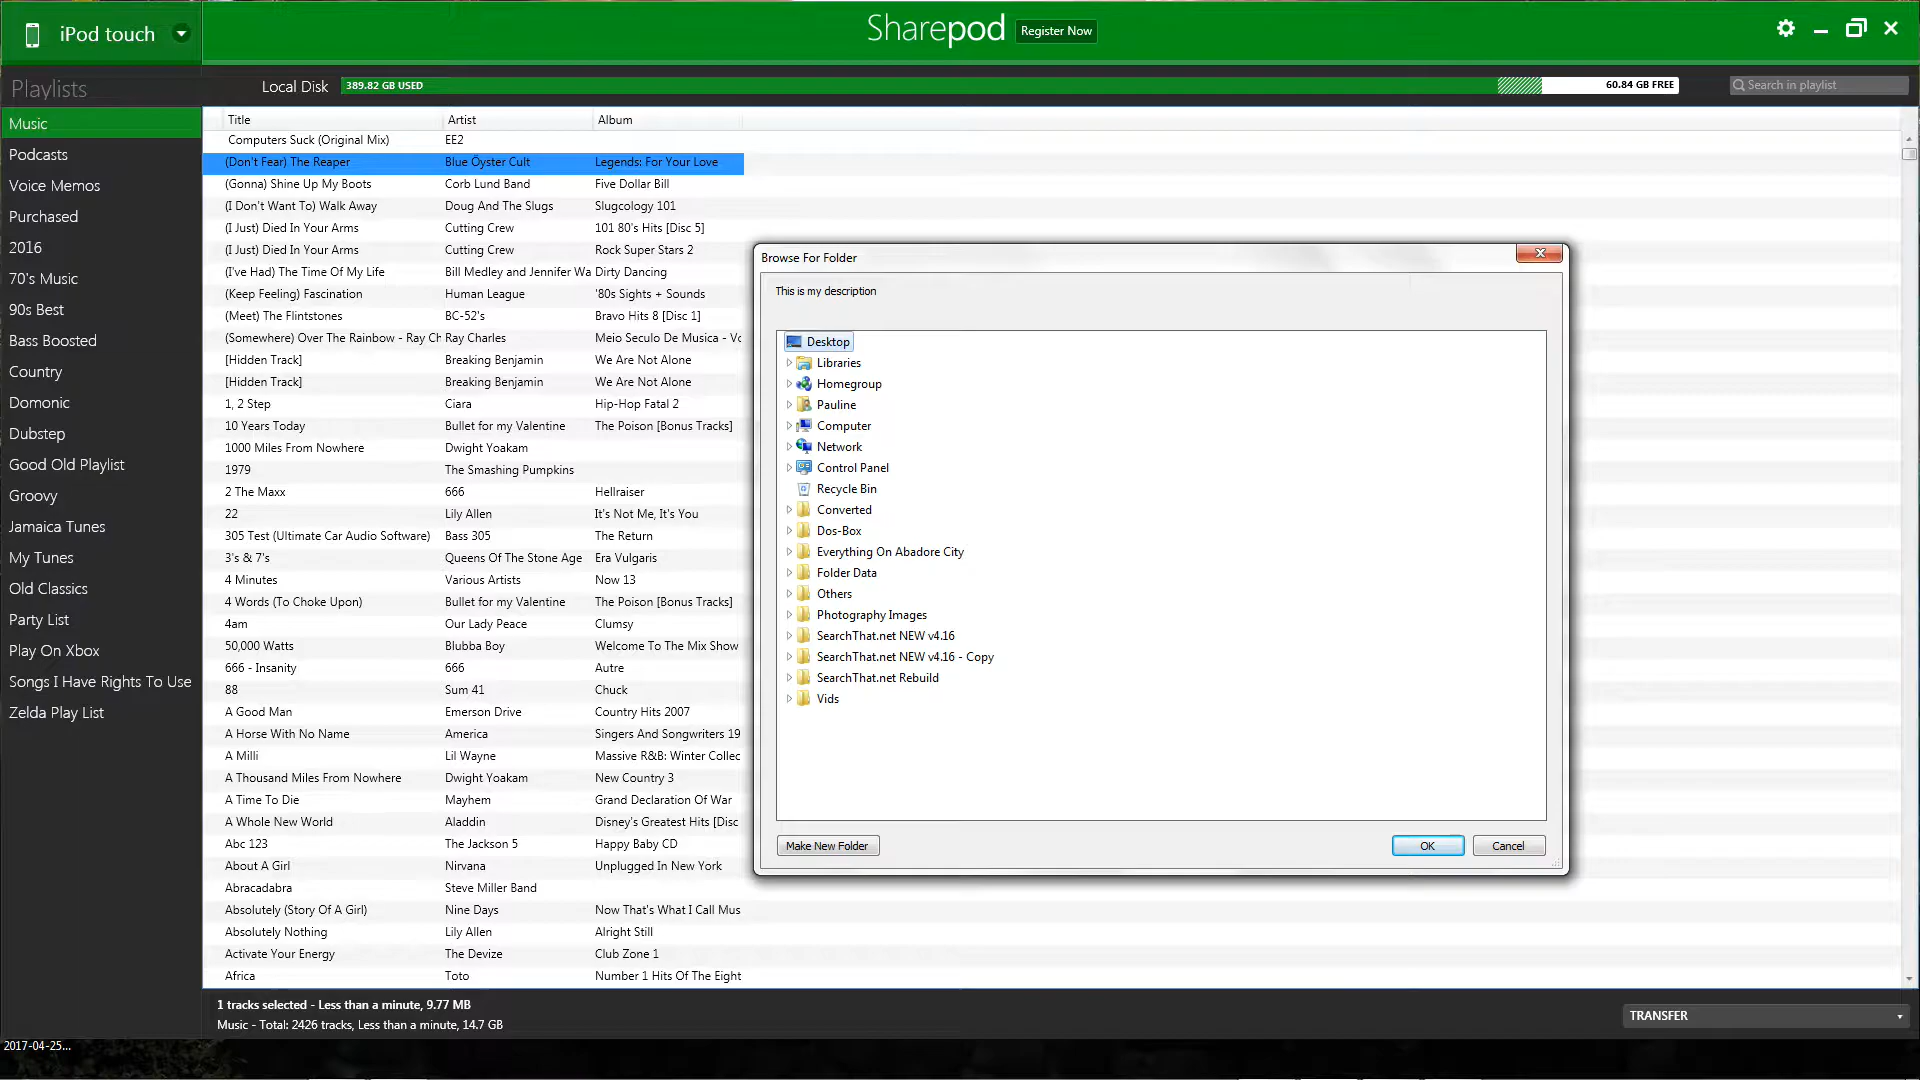 iPod touch
Sharepod Register Now
Playlists
Local Disk 389.82 GB USED 60.84 GB FREE Search in playlist
Music
Podcasts
Voice Memos
Purchased
2016
70's Music
90s Best
Bass Boosted
Country
Domonic
Dubstep
Good Old Playlist
Groovy
Jamaica Tunes
My Tunes
Old Classics
Party List
Play On Xbox
Songs I Have Rights To Use
Zelda Play List
Title Artist Album
Computers Suck (Original Mix) EE2
(Don't Fear) The Reaper Blue Öyster Cult Legends: For Your Love
(Gonna) Shine Up My Boots Corb Lund Band Five Dollar Bill
(I Don't Want To) Walk Away Doug And The Slugs Slugcology 101
(I Just) Died In Your Arms Cutting Crew 101 80's Hits [Disc 5]
(I Just) Died In Your Arms Cutting Crew Rock Super Stars 2
(I've Had) The Time Of My Life Bill Medley and Jennifer Wa Dirty Dancing
(Keep Feeling) Fascination Human League '80s Sights + Sounds
(Meet) The Flintstones BC-52's Bravo Hits 8 [Disc 1]
(Somewhere) Over The Rainbow - Ray Ch Ray Charles Meio Seculo De Musica - Vo
[Hidden Track] Breaking Benjamin We Are Not Alone
[Hidden Track] Breaking Benjamin We Are Not Alone
1, 2 Step Ciara Hip-Hop Fatal 2
10 Years Today Bullet for my Valentine The Poison [Bonus Tracks]
1000 Miles From Nowhere Dwight Yoakam
1979 The Smashing Pumpkins
2 The Maxx 666 Hellraiser
22 Lily Allen It's Not Me, It's You
305 Test (Ultimate Car Audio Software) Bass 305 The Return
3's & 7's Queens Of The Stone Age Era Vulgaris
4 Minutes Various Artists Now 13
4 Words (To Choke Upon) Bullet for my Valentine The Poison [Bonus Tracks]
4am Our Lady Peace Clumsy
50,000 Watts Blubba Boy Welcome To The Mix Show
666 - Insanity 666 Autre
88 Sum 41 Chuck
A Good Man Emerson Drive Country Hits 2007
A Horse With No Name America Singers And Songwriters 19
A Milli Lil Wayne Massive R&B: Winter Collec
A Thousand Miles From Nowhere Dwight Yoakam New Country 3
A Time To Die Mayhem Grand Declaration Of War
A Whole New World Aladdin Disney's Greatest Hits [Disc
Abc 123 The Jackson 5 Happy Baby CD
About A Girl Nirvana Unplugged In New York
Abracadabra Steve Miller Band
Absolutely (Story Of A Girl) Nine Days Now That's What I Call Mus
Absolutely Nothing Lily Allen Alright Still
Activate Your Energy The Devize Club Zone 1
Africa Toto Number 1 Hits Of The Eight
Browse For Folder
This is my description
Desktop
Libraries
Homegroup
Pauline
Computer
Network
Control Panel
Recycle Bin
Converted
Dos-Box
Everything On Abadore City
Folder Data
Others
Photography Images
SearchThat.net NEW v4.16
SearchThat.net NEW v4.16 - Copy
SearchThat.net Rebuild
Vids
Make New Folder OK Cancel
1 tracks selected - Less than a minute, 9.77 MB
Music - Total: 2426 tracks, Less than a minute, 14.7 GB
TRANSFER
2017-04-25...